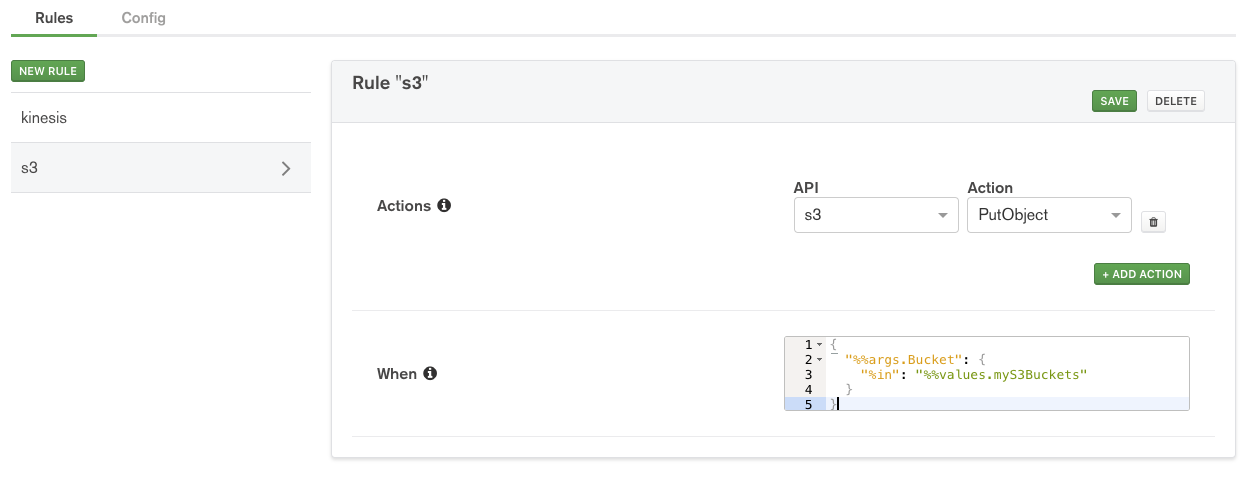 Rules Config
NEW RULE
kinesis
s3
Rule "s3"
SAVE DELETE
Actions
API Action
s3 PutObject
+ ADD ACTION
When
1 {
2 "%%args.Bucket": {
3 "%in": "%%values.myS3Buckets"
4 }
5 }